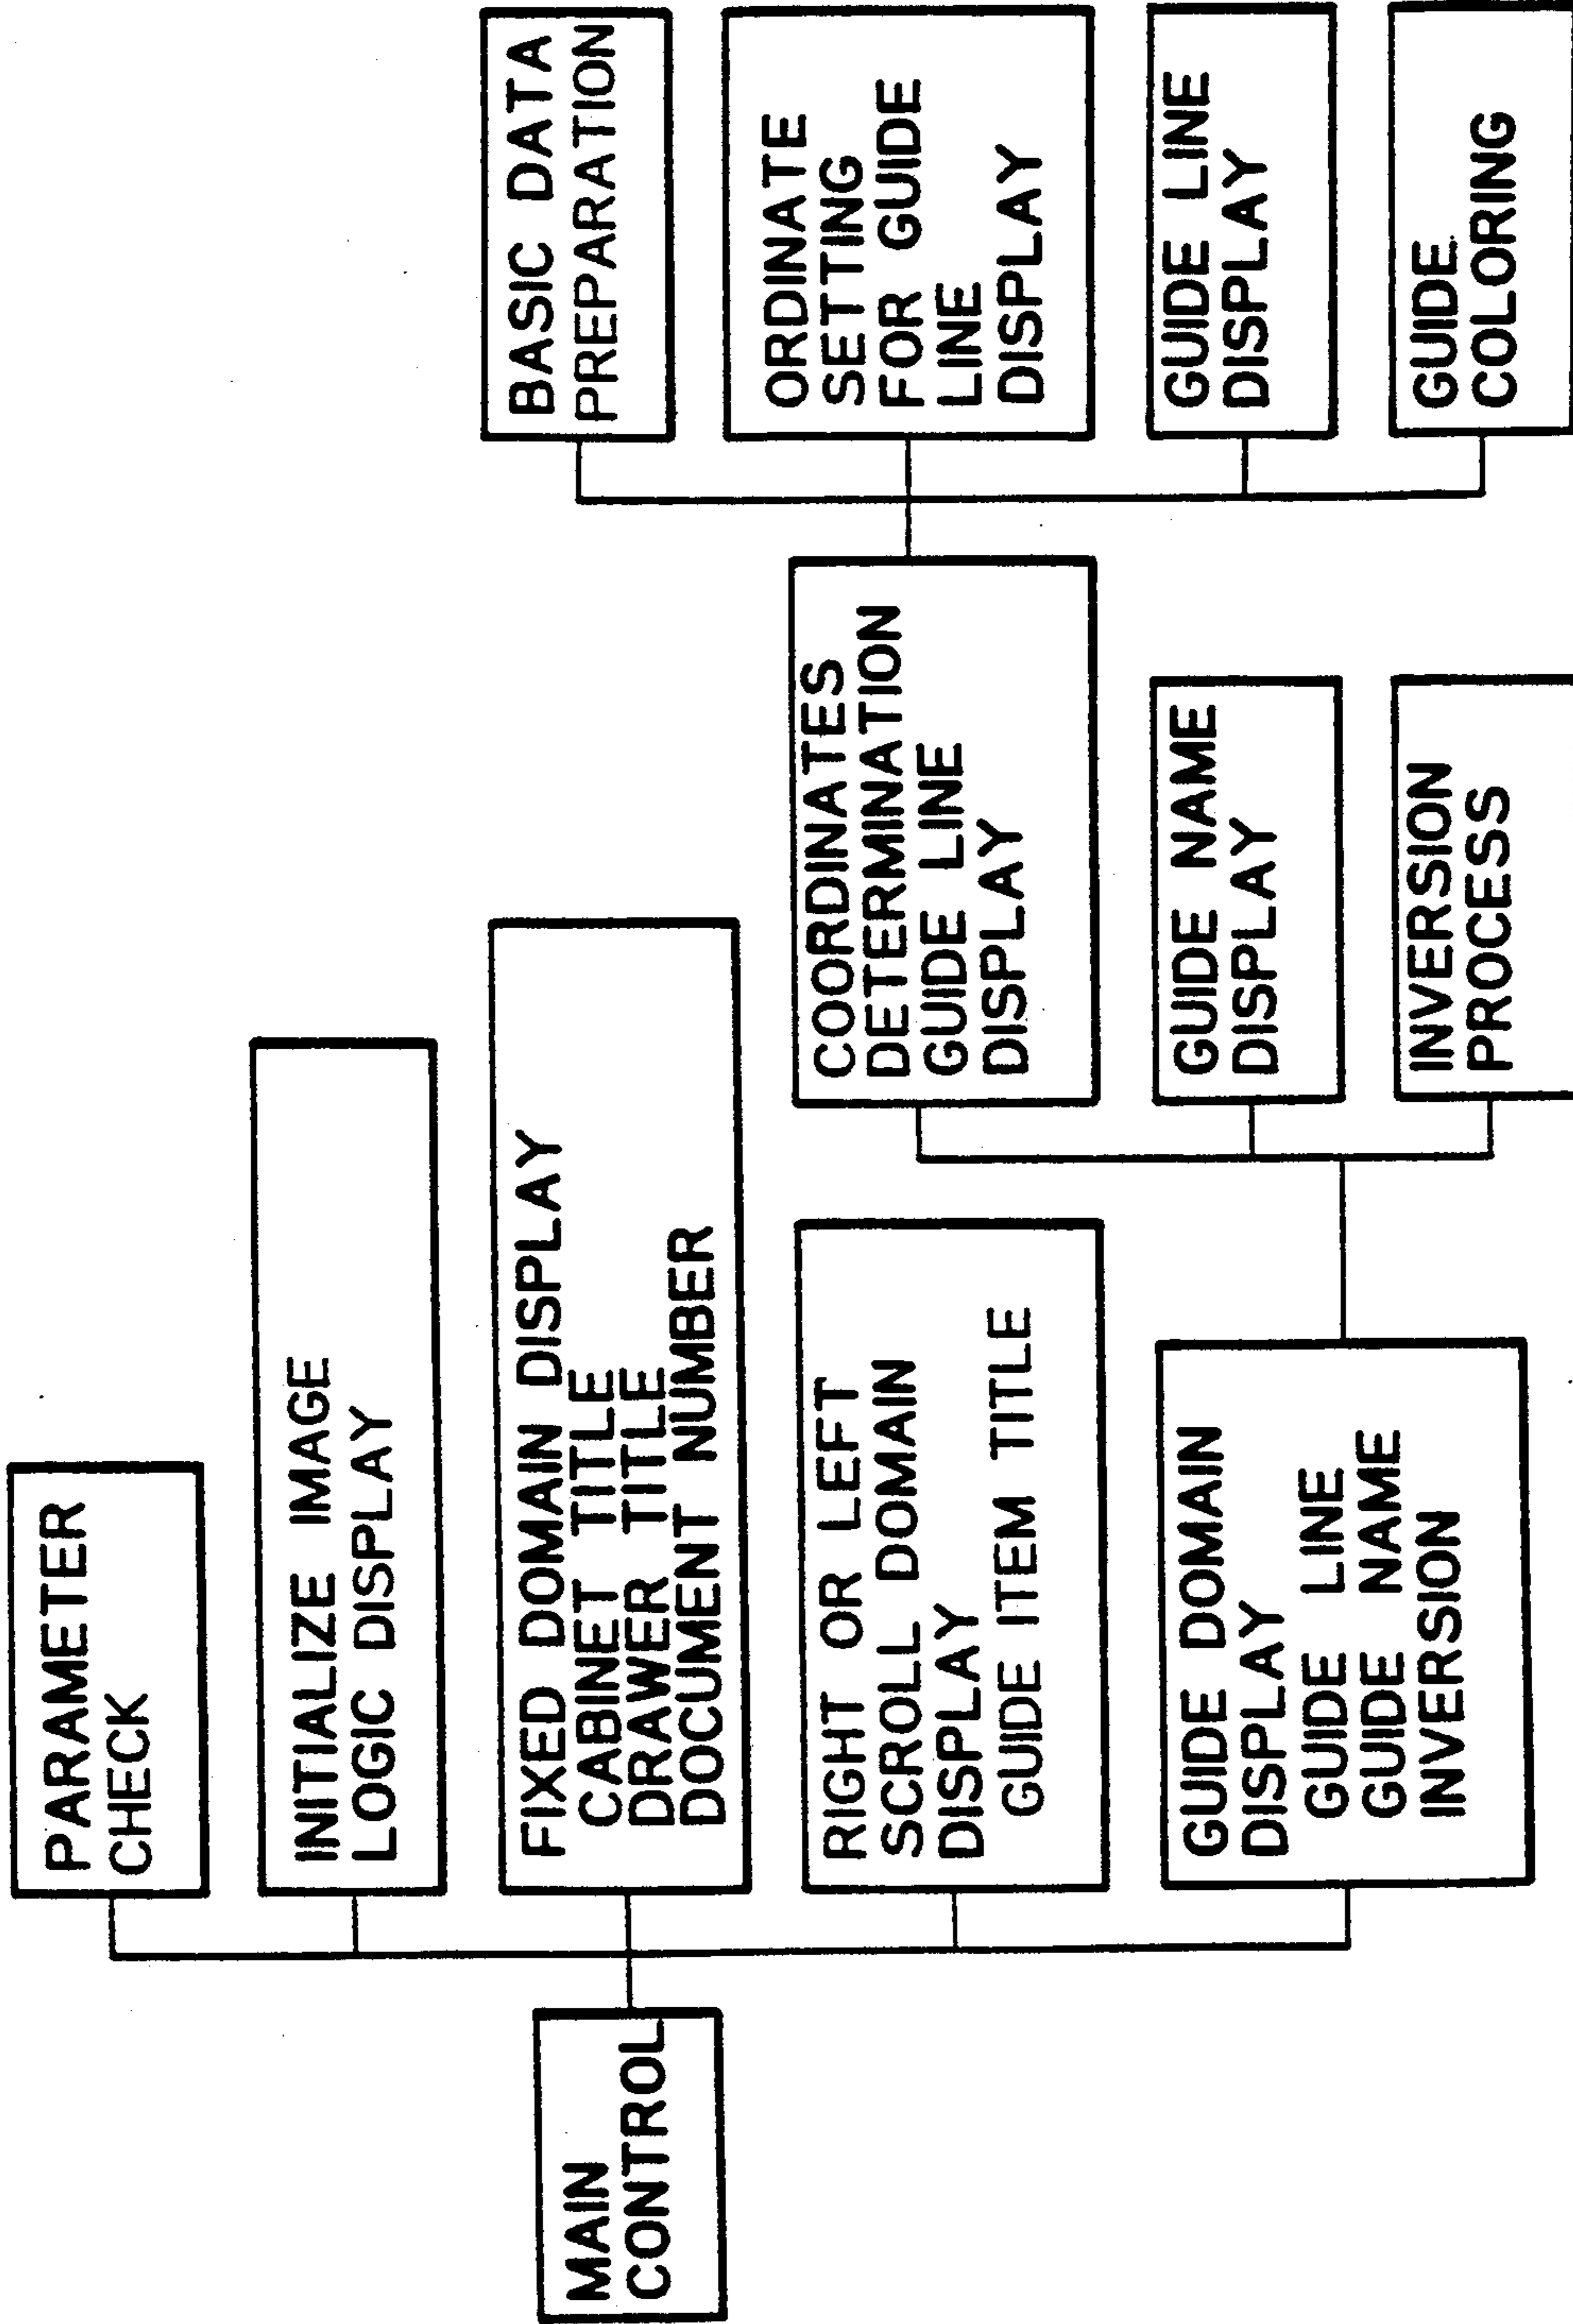 MAIN
CONTROL
PARAMETER
CHECK
INITIALIZE IMAGE
LOGIC DISPLAY
FIXED DOMAIN DISPLAY
CABINET TITLE
DRAWER TITLE
DOCUMENT NUMBER
RIGHT OR LEFT
SCROLL DOMAIN
DISPLAY
GUIDE ITEM TITLE
GUIDE DOMAIN
DISPLAY
GUIDE LINE
GUIDE NAME
INVERSION
COORDINATES
DETERMINATION
GUIDE LINE
DISPLAY
GUIDE NAME
DISPLAY
INVERSION
PROCESS
BASIC DATA
PREPARATION
ORDINATE
SETTING
FOR GUIDE
LINE
DISPLAY
GUIDE LINE
DISPLAY
GUIDE
COLORING